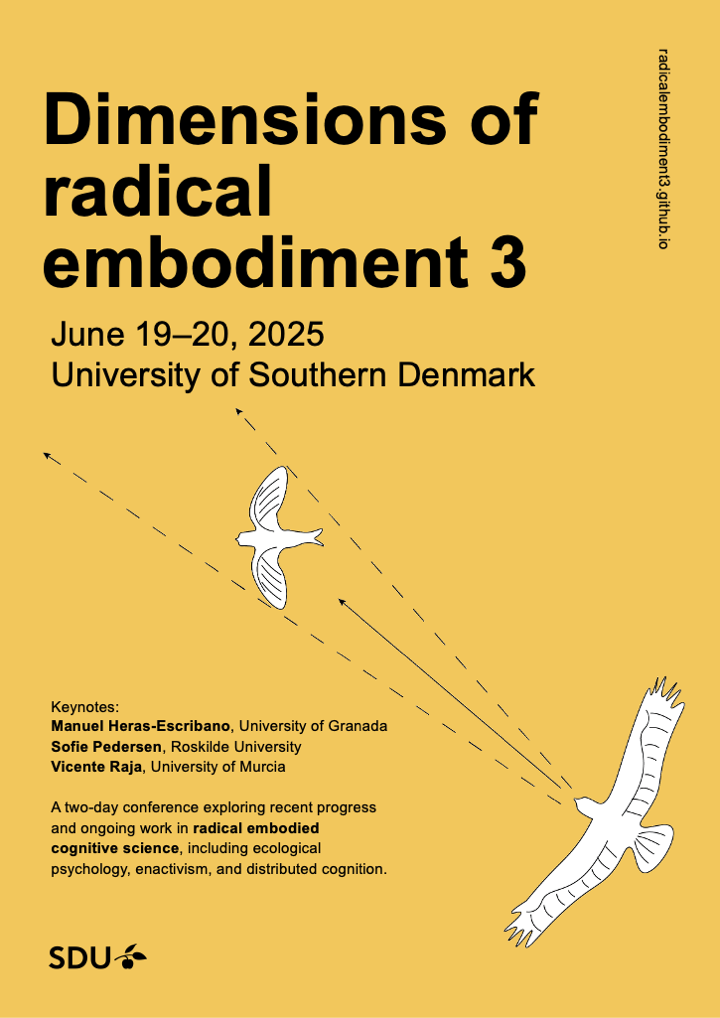 Dimensions of
radical
embodiment 3
June 19–20, 2025
University of Southern Denmark
radicalembodiment3.github.io
Keynotes:
Manuel Heras-Escribano, University of Granada
Sofie Pedersen, Roskilde University
Vicente Raja, University of Murcia
A two-day conference exploring recent progress
and ongoing work in radical embodied
cognitive science, including ecological
psychology, enactivism, and distributed cognition.
SDU